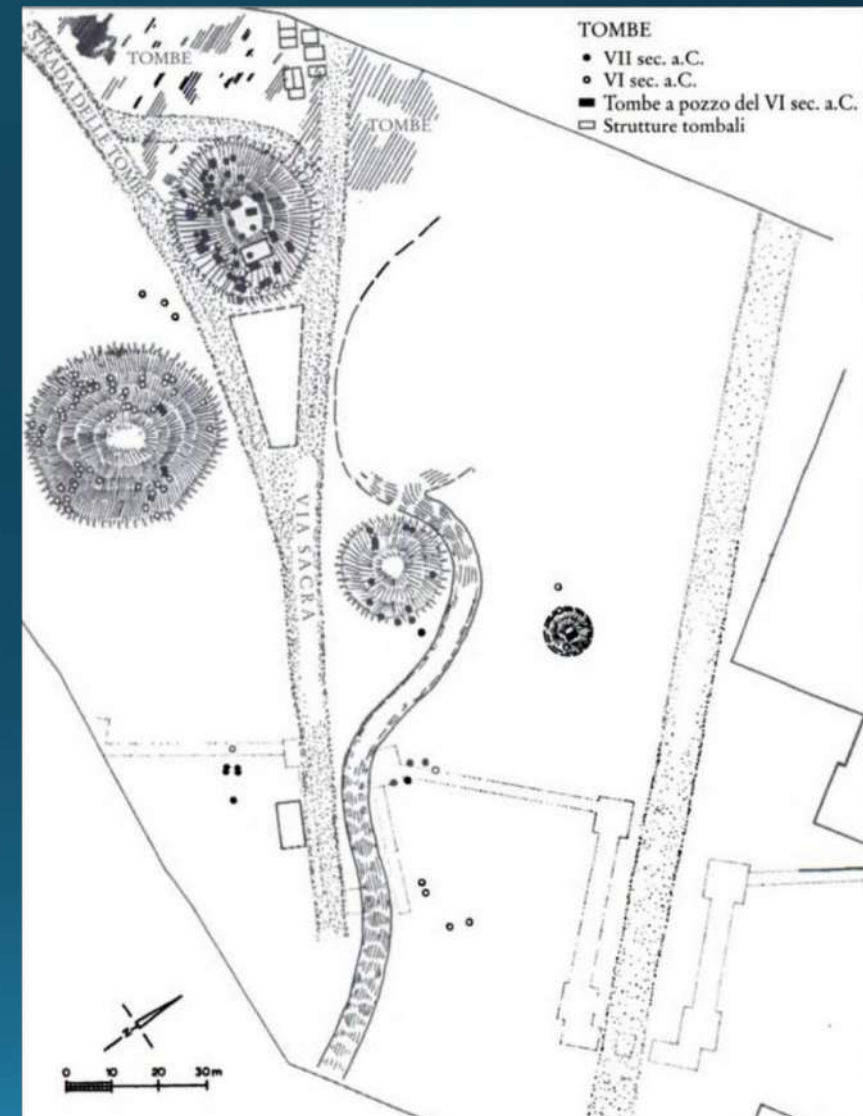 TOMBE
VII sec. a.C.
VI sec. a.C.
Tombe a pozzo del VI sec. a.C.
Strutture tombali
STRADA DELLE TOMBE
TOMBE
TOMBE
VIA SACRA
N
0 10 20 30 m